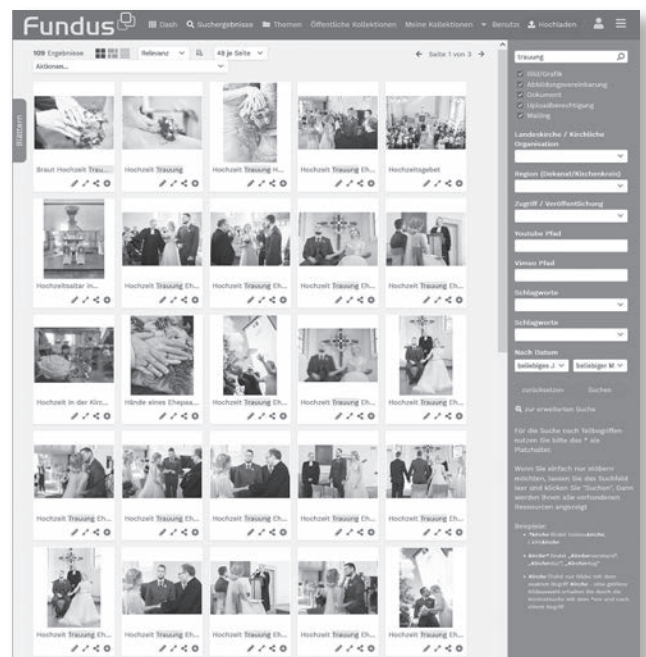 Fundus
Dash Suchergebnisse Themen Öffentliche Kollektionen Meine Kollektionen Benutzer Hochladen
109 Ergebnisse Relevanz 48 je Seite Seite 1 von 3
Aktionen...
Blättern
Braut Hochzeit Trau...
Hochzeit Trauung
Hochzeit Trauung H...
Hochzeit Trauung Eh...
Hochzeitsgebet
Hochzeitsaltar in...
Hochzeit Trauung Eh...
Hochzeit Trauung Eh...
Hochzeit Trauung Eh...
Hochzeit Trauung Eh...
Hochzeit in der Kirc...
Hände eines Ehepaa...
Hochzeit Trauung Eh...
Hochzeit Trauung Eh...
Hochzeit Trauung Eh...
Hochzeit Trauung Eh...
Hochzeit Trauung Eh...
Hochzeit Trauung Eh...
Hochzeit Trauung Eh...
Hochzeit Trauung Eh...
Hochzeit Trauung Eh...
Hochzeit Trauung Eh...
Hochzeit Trauung Eh...
Hochzeit Trauung Eh...
Hochzeit Trauung Eh...
trauung
Bild/Grafik
Abbildungsvereinbarung
Dokument
Uploadberechtigung
Mailing
Landeskirche / Kirchliche
Organisation
Region (Dekanat/Kirchenkreis)
Zugriff / Veröffentlichung
Youtube Pfad
Vimeo Pfad
Schlagworte
Schlagworte
Nach Datum
beliebiges J. beliebiger M
zurücksetzen Suchen
zur erweiterten Suche
Für die Suche nach Teilbegriffen
nutzen Sie bitte das * als
Platzhalter.
Wenn Sie einfach nur stöbern
möchten, lassen Sie das Suchfeld
leer und klicken Sie "Suchen". Dann
werden Ihnen alle vorhandenen
Ressourcen angezeigt
Beispiele: